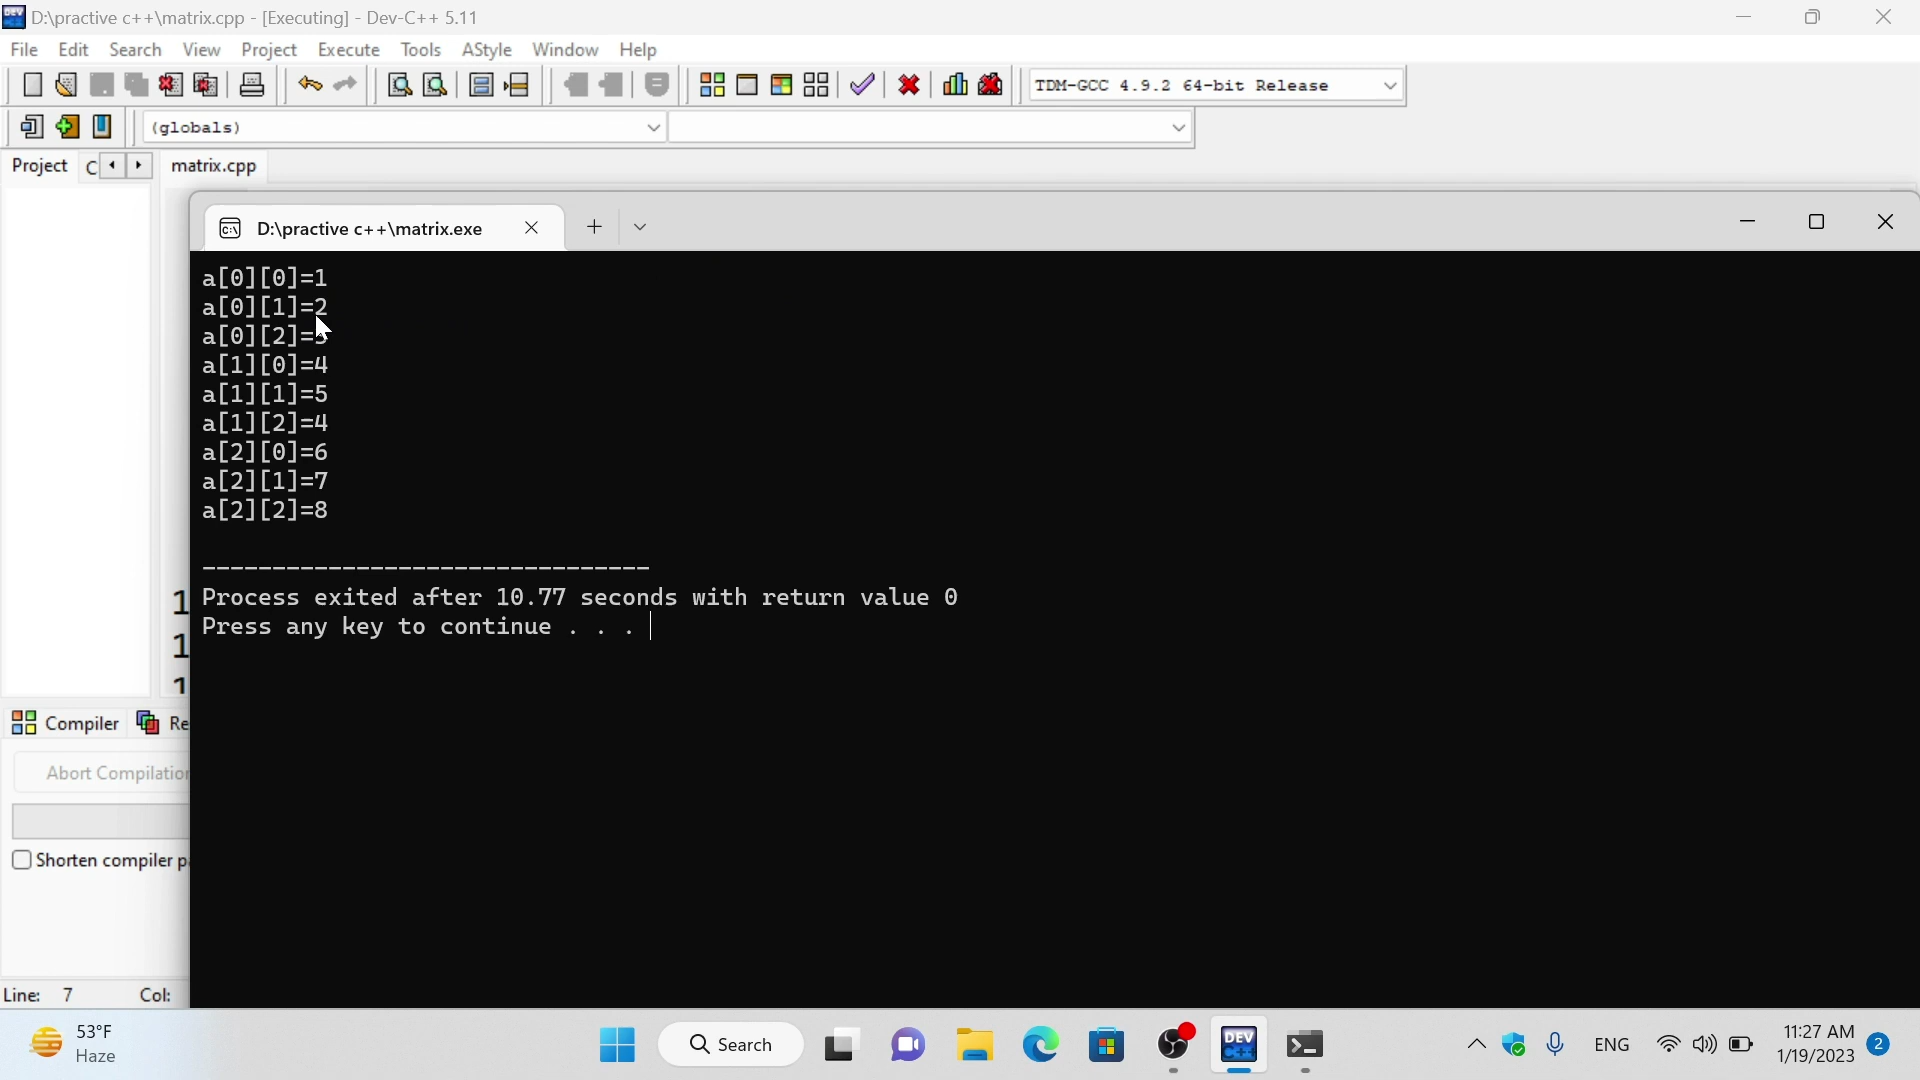 D:\practive c++\matrix.cpp - [Executing] - Dev-C++ 5.11
File Edit Search View Project Execute Tools AStyle Window Help
TDM-GCC 4.9.2 64-bit Release
(globals)
Project C matrix.cpp
D:\practive c++\matrix.exe
a[0][0]=1
a[0][1]=2
a[0][2]=3
a[1][0]=4
a[1][1]=5
a[1][2]=4
a[2][0]=6
a[2][1]=7
a[2][2]=8
--------------------------------
1 Process exited after 10.77 seconds with return value 0
Press any key to continue . . .
1
1
Compiler Re
Abort Compilation
Shorten compiler pa
Line: 7 Col:
53°F
Haze
Search
DEV
C++
ENG
11:27 AM
1/19/2023
2